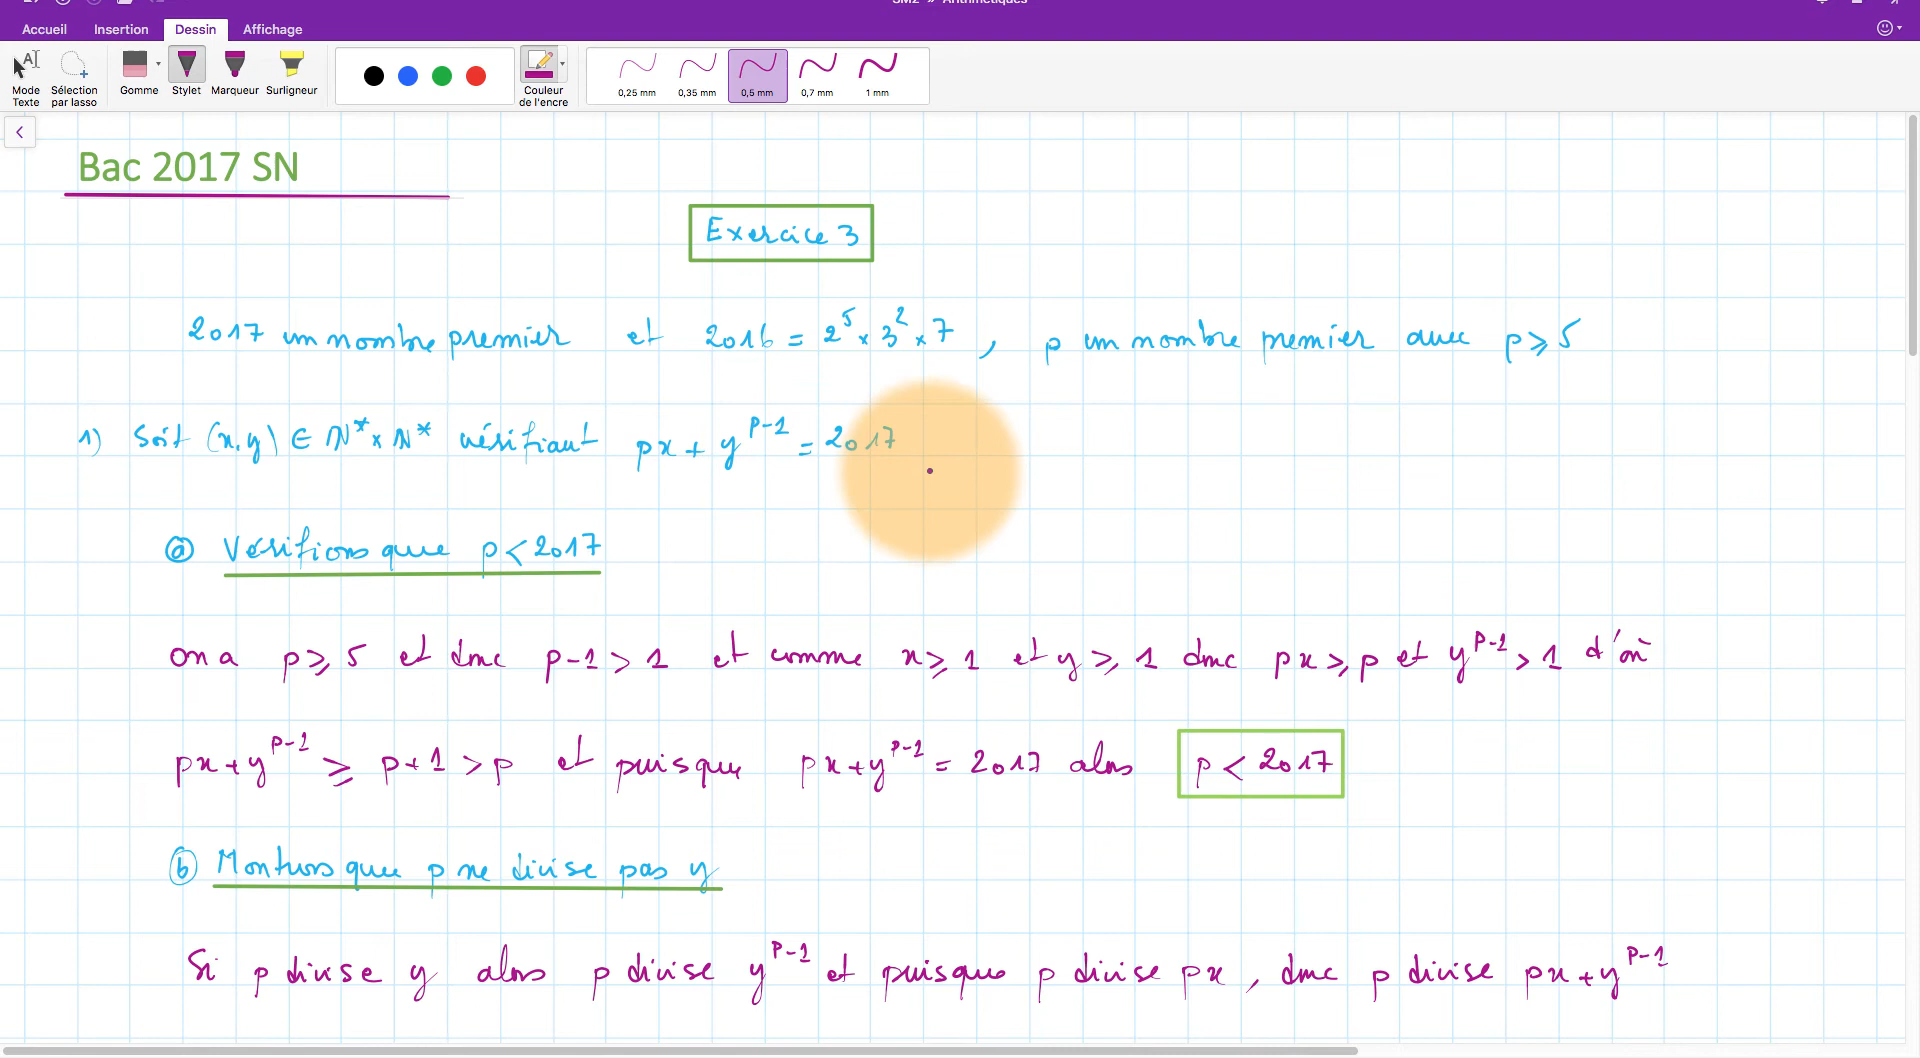 Accueil Insertion Dessin Affichage
Mode Texte Sélection par lasso Gomme Stylet Marqueur Surligneur Couleur de l'encre 0,25 mm 0,35 mm 0,5 mm 0,7 mm 1 mm
Bac 2017 SN
Exercice 3
2017 un nombre premier et 2016 = 2^5 × 3^2 × 7 , p un nombre premier avec p ⩾ 5
1) Soit (x,y) ∈ N* × N* vérifiant px + y^{p-1} = 2017
ⓐ Vérifions que p < 2017
on a p ⩾ 5 et donc p-1 > 1 et comme x ⩾ 1 et y ⩾ 1 donc px ⩾ p et y^{p-1} > 1 d'où
px + y^{p-1} ⩾ p+1 > p et puisque px + y^{p-1} = 2017 alors p < 2017
ⓑ Montrons que p ne divise pas y
Si p divise y alors p divise y^{p-1} et puisque p divise px , donc p divise px + y^{p-1}